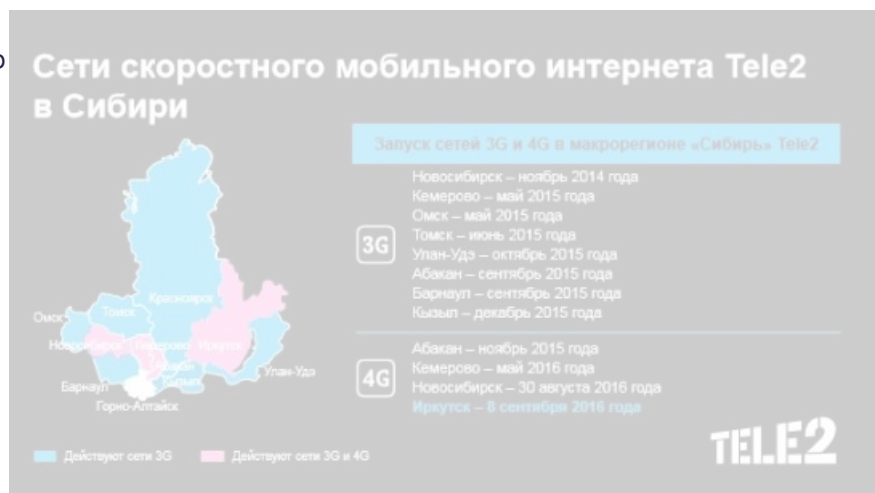 Сети скоростного мобильного интернета Tele2
в Сибири
Запуск сетей 3G и 4G в макрорегионе «Сибирь» Tele2
Новосибирск – ноябрь 2014 года
Кемерово – май 2015 года
Омск – май 2015 года
Томск – июнь 2015 года
3G
Улан-Удэ – октябрь 2015 года
Абакан – сентябрь 2015 года
Барнаул – сентябрь 2015 года
Кызыл – декабрь 2015 года
Абакан – ноябрь 2015 года
Кемерово – май 2016 года
4G
Новосибирск – 30 августа 2016 года
Иркутск – 8 сентября 2016 года
Красноярск
Томск
Омск
Новосибирск
Кемерово
Иркутск
Абакан
Кызыл
Улан-Удэ
Барнаул
Горно-Алтайск
Действуют сети 3G
Действуют сети 3G и 4G
TELE2